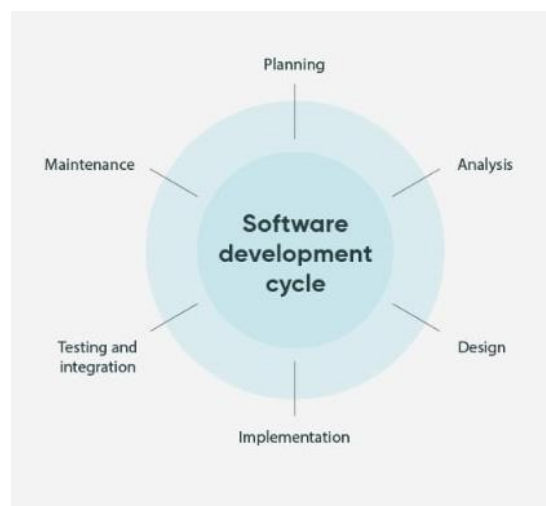 Planning
Maintenance
Analysis
Software
development
cycle
Testing and
integration
Design
Implementation